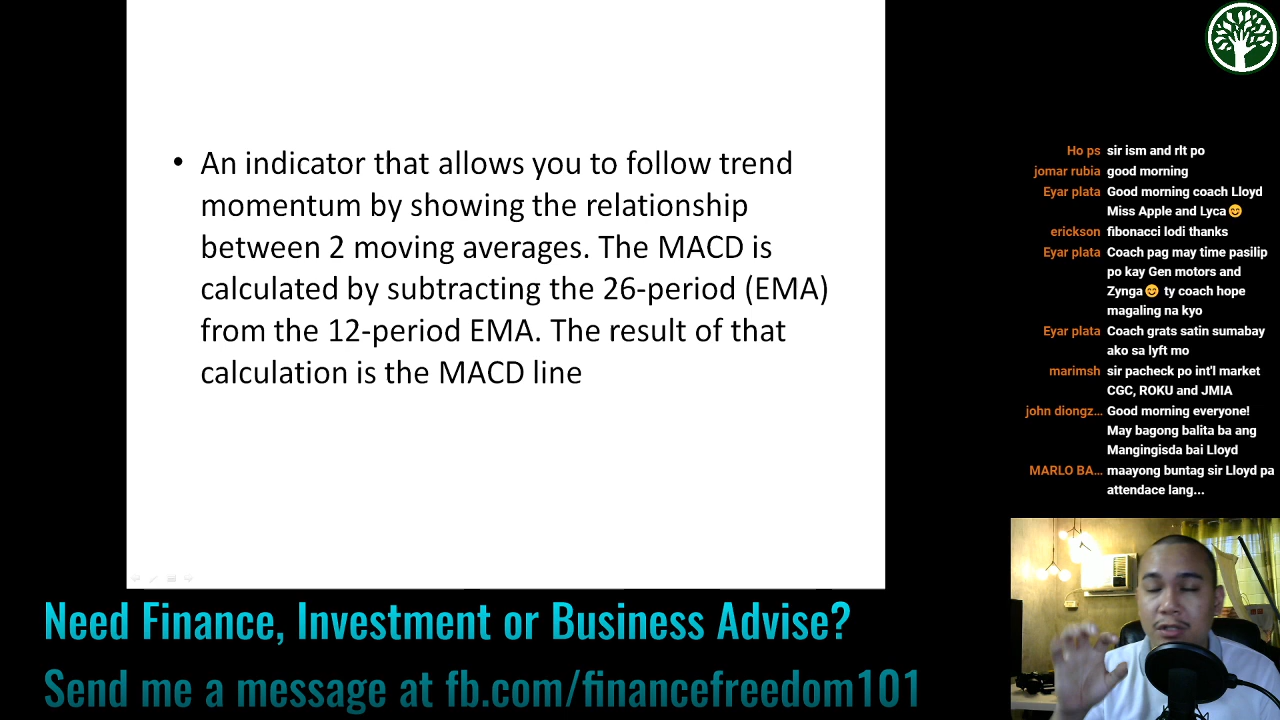 • An indicator that allows you to follow trend
momentum by showing the relationship
between 2 moving averages. The MACD is
calculated by subtracting the 26-period (EMA)
from the 12-period EMA. The result of that
calculation is the MACD line
Ho ps sir ism and rlt po
jomar rubia good morning
Eyar plata Good morning coach Lloyd
Miss Apple and Lyca😊
erickson fibonacci lodi thanks
Eyar plata Coach pag may time pasilip
po kay Gen motors and
Zynga😊 ty coach hope
magaling na kyo
Eyar plata Coach grats satin sumabay
ako sa lyft mo
marimsh sir pacheck po int'l market
CGC, ROKU and JMIA
john diongz... Good morning everyone!
May bagong balita ba ang
Mangingisda bai Lloyd
MARLO BA... maayong buntag sir Lloyd pa
attendace lang...
Need Finance, Investment or Business Advise?
Send me a message at fb.com/financefreedom101